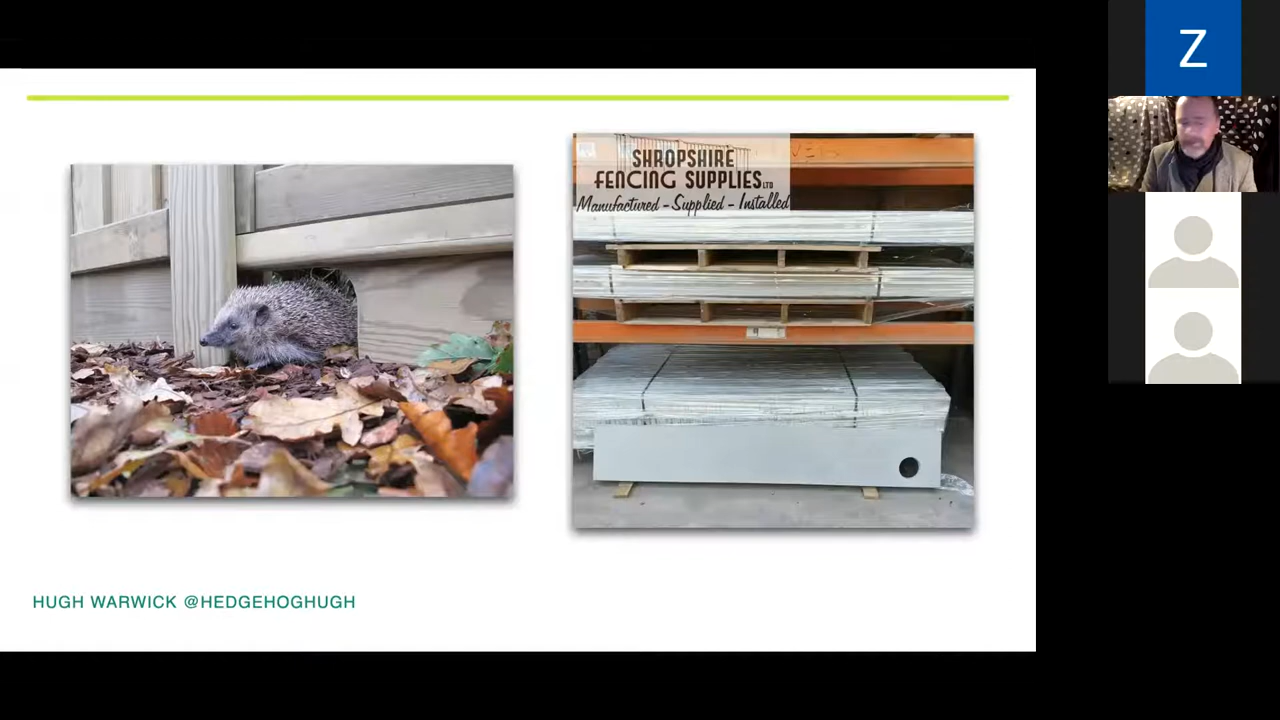 Z
SHROPSHIRE
FENCING SUPPLIES LTD
Manufactured - Supplied - Installed
HUGH WARWICK @HEDGEHOGHUGH